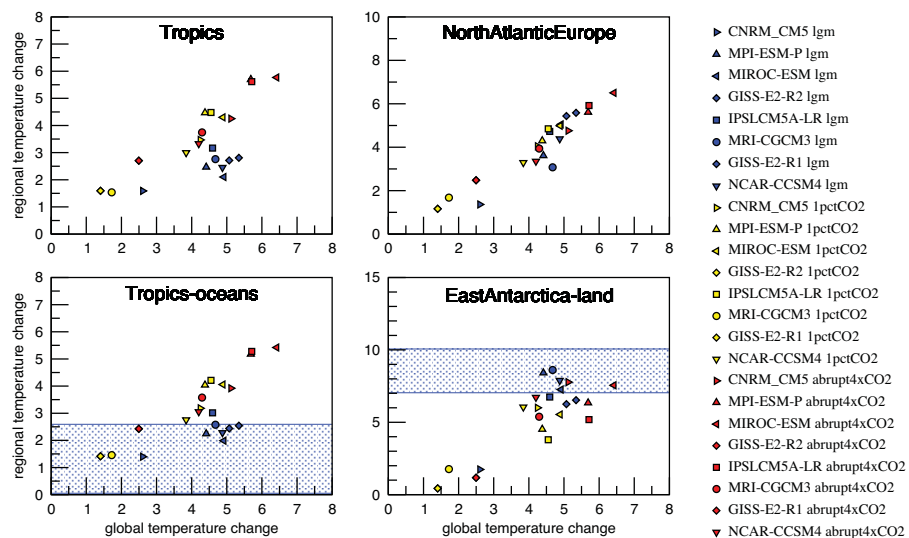 Tropics
regional temperature change
8
7
6
5
4
3
2
1
0
0 1 2 3 4 5 6 7 8
NorthAtlanticEurope
10
8
6
4
2
0
0 1 2 3 4 5 6 7 8
Tropics-oceans
regional temperature change
8
7
6
5
4
3
2
1
0
0 1 2 3 4 5 6 7 8
global temperature change
EastAntarctica-land
15
10
5
0
0 1 2 3 4 5 6 7 8
global temperature change
CNRM_CM5 lgm
MPI-ESM-P lgm
MIROC-ESM lgm
GISS-E2-R2 lgm
IPSLCM5A-LR lgm
MRI-CGCM3 lgm
GISS-E2-R1 lgm
NCAR-CCSM4 lgm
CNRM_CM5 1pctCO2
MPI-ESM-P 1pctCO2
MIROC-ESM 1pctCO2
GISS-E2-R2 1pctCO2
IPSLCM5A-LR 1pctCO2
MRI-CGCM3 1pctCO2
GISS-E2-R1 1pctCO2
NCAR-CCSM4 1pctCO2
CNRM_CM5 abrupt4xCO2
MPI-ESM-P abrupt4xCO2
MIROC-ESM abrupt4xCO2
GISS-E2-R2 abrupt4xCO2
IPSLCM5A-LR abrupt4xCO2
MRI-CGCM3 abrupt4xCO2
GISS-E2-R1 abrupt4xCO2
NCAR-CCSM4 abrupt4xCO2